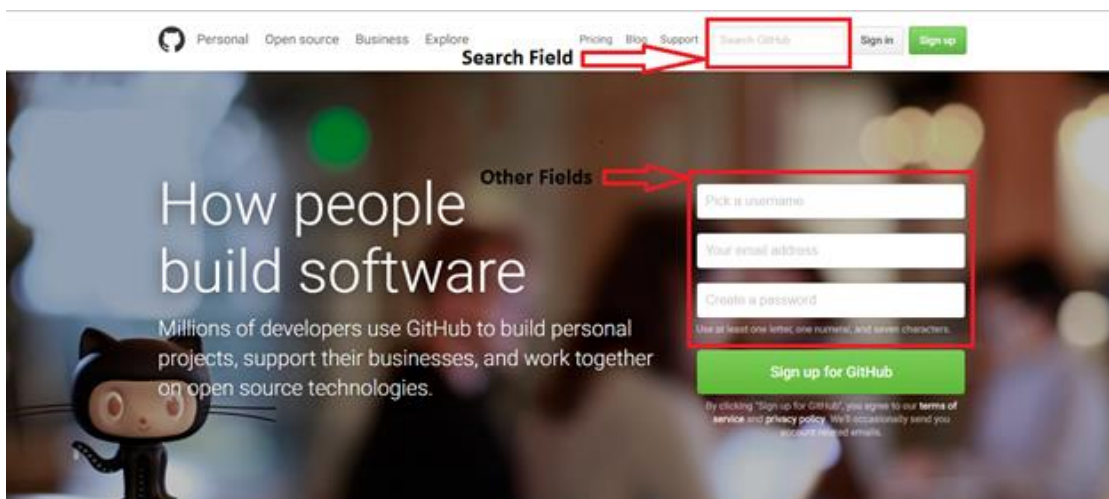 Personal Open source Business Explore Pricing Blog Support Search GitHub Sign in Sign up
Search Field
Other Fields
How people
build software
Millions of developers use GitHub to build personal
projects, support their businesses, and work together
on open source technologies.
Pick a username
Your email address
Create a password
Use at least one letter, one numeral, and seven characters.
Sign up for GitHub
By clicking "Sign up for GitHub", you agree to our terms of
service and privacy policy. We'll occasionally send you
account related emails.